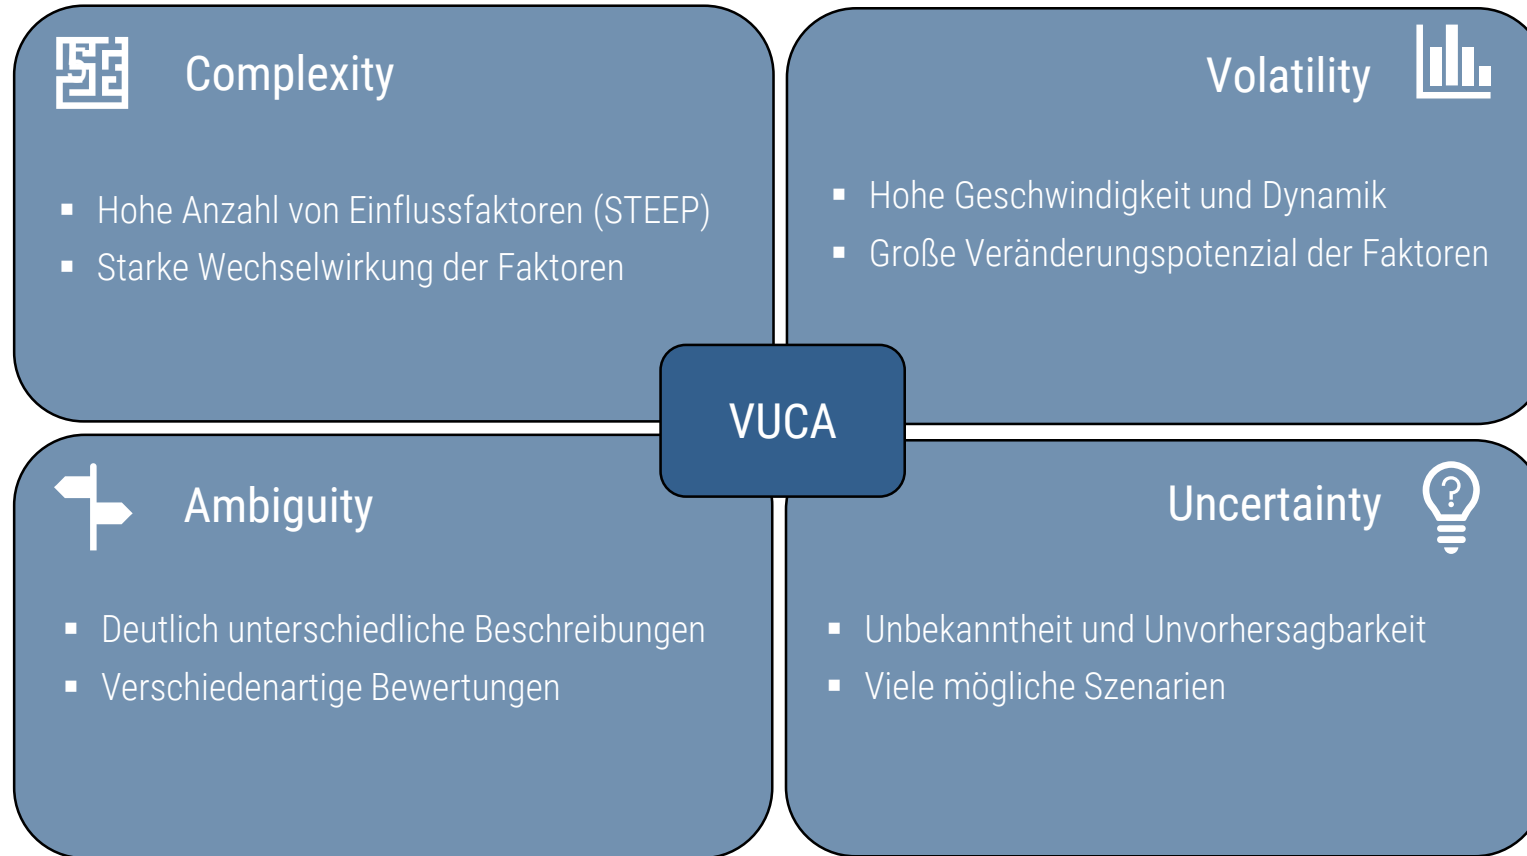 Complexity
▪ Hohe Anzahl von Einflussfaktoren (STEEP)
▪ Starke Wechselwirkung der Faktoren
Volatility
▪ Hohe Geschwindigkeit und Dynamik
▪ Große Veränderungspotenzial der Faktoren
VUCA
Ambiguity
▪ Deutlich unterschiedliche Beschreibungen
▪ Verschiedenartige Bewertungen
Uncertainty
?
▪ Unbekanntheit und Unvorhersagbarkeit
▪ Viele mögliche Szenarien